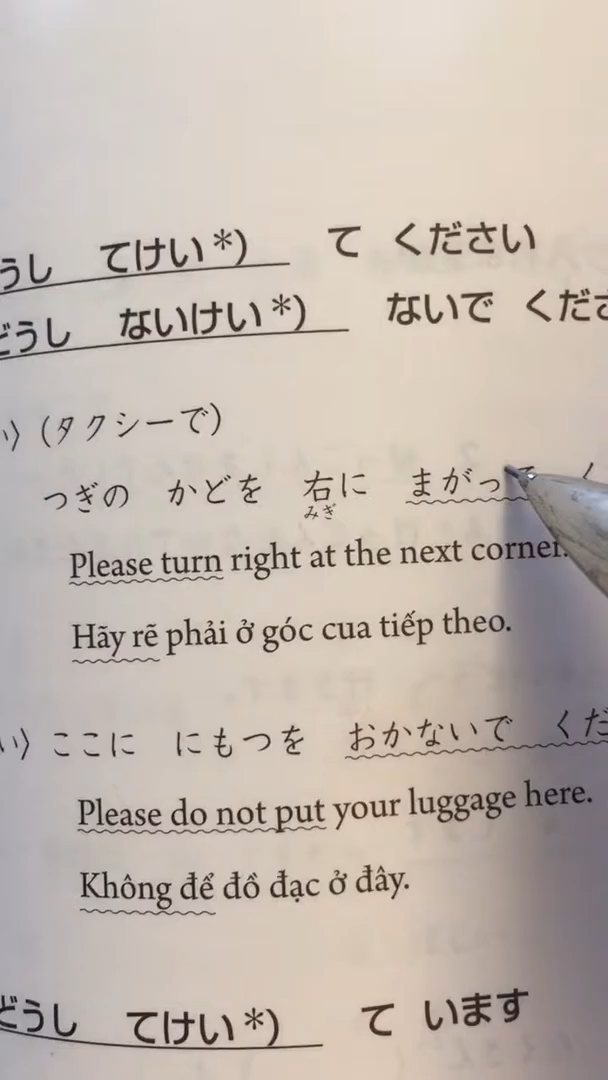 うし てけい*) て ください
どうし ないけい*) ないで くださ
い) (タクシーで)
つぎの かどを 右に まがって く
みぎ
Please turn right at the next corner.
Hãy rẽ phải ở góc cua tiếp theo.
い) ここに にもつを おかないで くだ
Please do not put your luggage here.
Không để đồ đạc ở đây.
どうし てけい*) て います